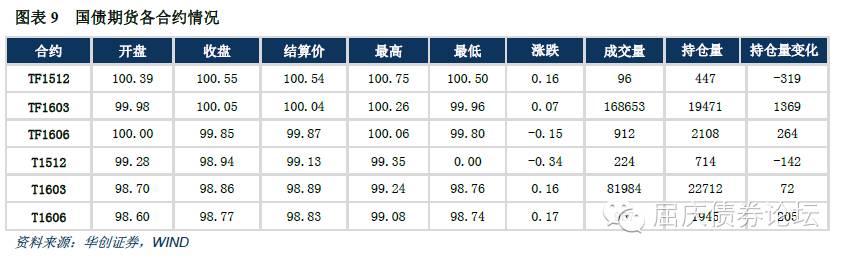 图表 9 国债期货各合约情况
合约 开盘 收盘 结算价 最高 最低 涨跌 成交量 持仓量 持仓量变化
TF1512 100.39 100.55 100.54 100.75 100.50 0.16 96 447 -319
TF1603 99.98 100.05 100.04 100.26 99.96 0.07 168653 19471 1369
TF1606 100.00 99.85 99.87 100.06 99.80 -0.15 912 2108 264
T1512 99.28 98.94 99.13 99.35 0.00 -0.34 224 714 -142
T1603 98.70 98.86 98.89 99.24 98.76 0.16 81984 22712 72
T1606 98.60 98.77 98.83 99.08 98.74 0.17 1945 205
屈庆债券论坛
资料来源：华创证券，WIND